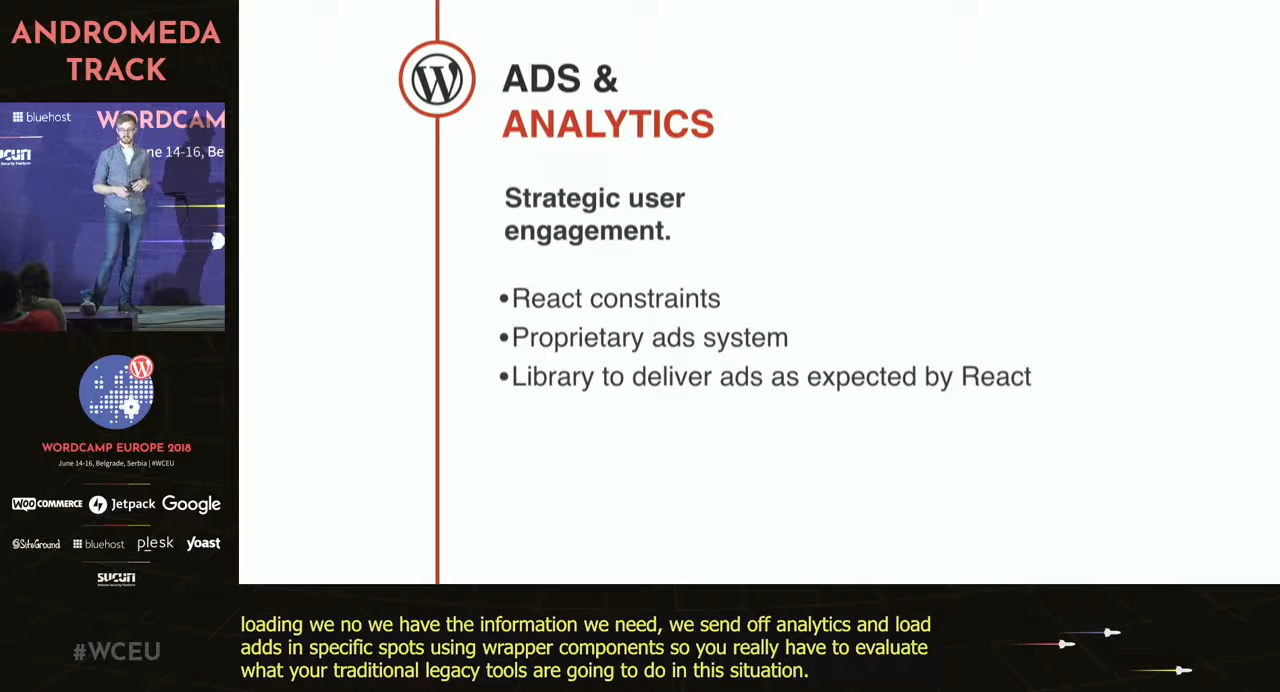 ANDROMEDA
TRACK
bluehost
WORDCAM
ne 14-16, Be
WORDCAMP EUROPE 2018
June 14-16, Belgrade, Serbia | #WCEU
WOO COMMERCE Jetpack Google
SiteGround bluehost plesk yoast
SUCURI
#WCEU
ADS &
ANALYTICS
Strategic user
engagement.
•React constraints
•Proprietary ads system
•Library to deliver ads as expected by React
loading we no we have the information we need, we send off analytics and load
adds in specific spots using wrapper components so you really have to evaluate
what your traditional legacy tools are going to do in this situation.